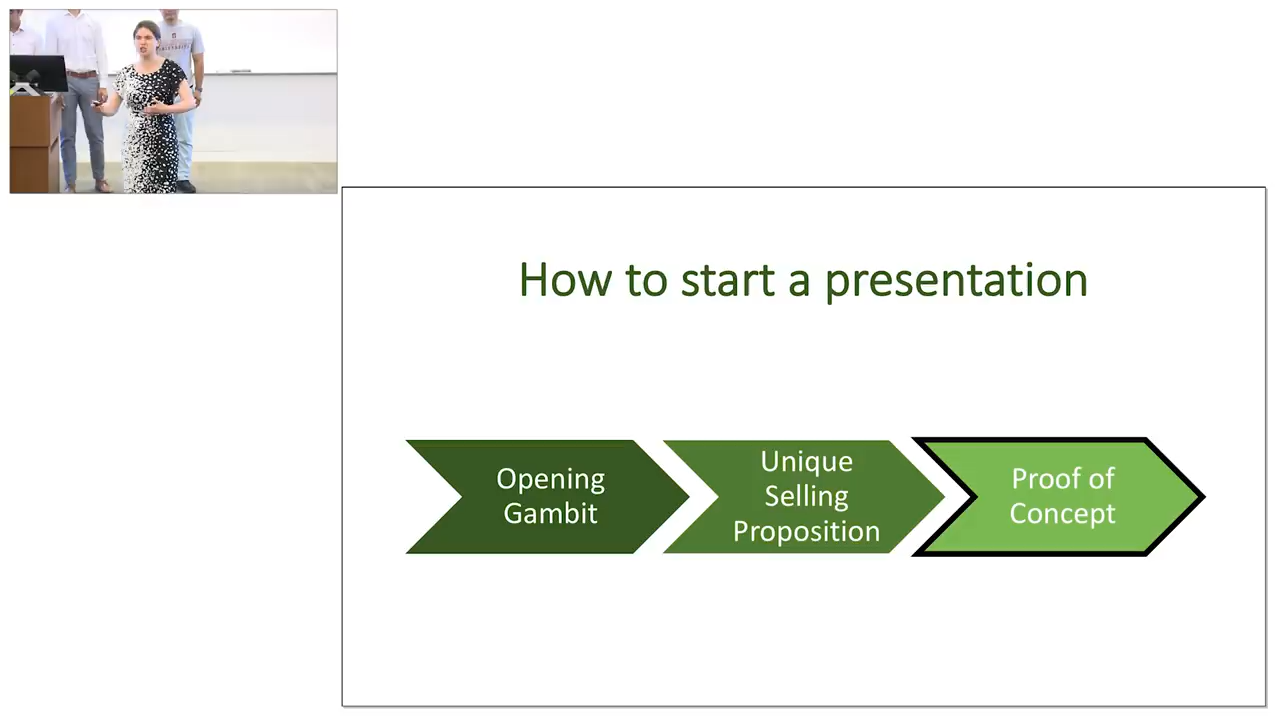 How to start a presentation
Opening
Gambit
Unique
Selling
Proposition
Proof of
Concept